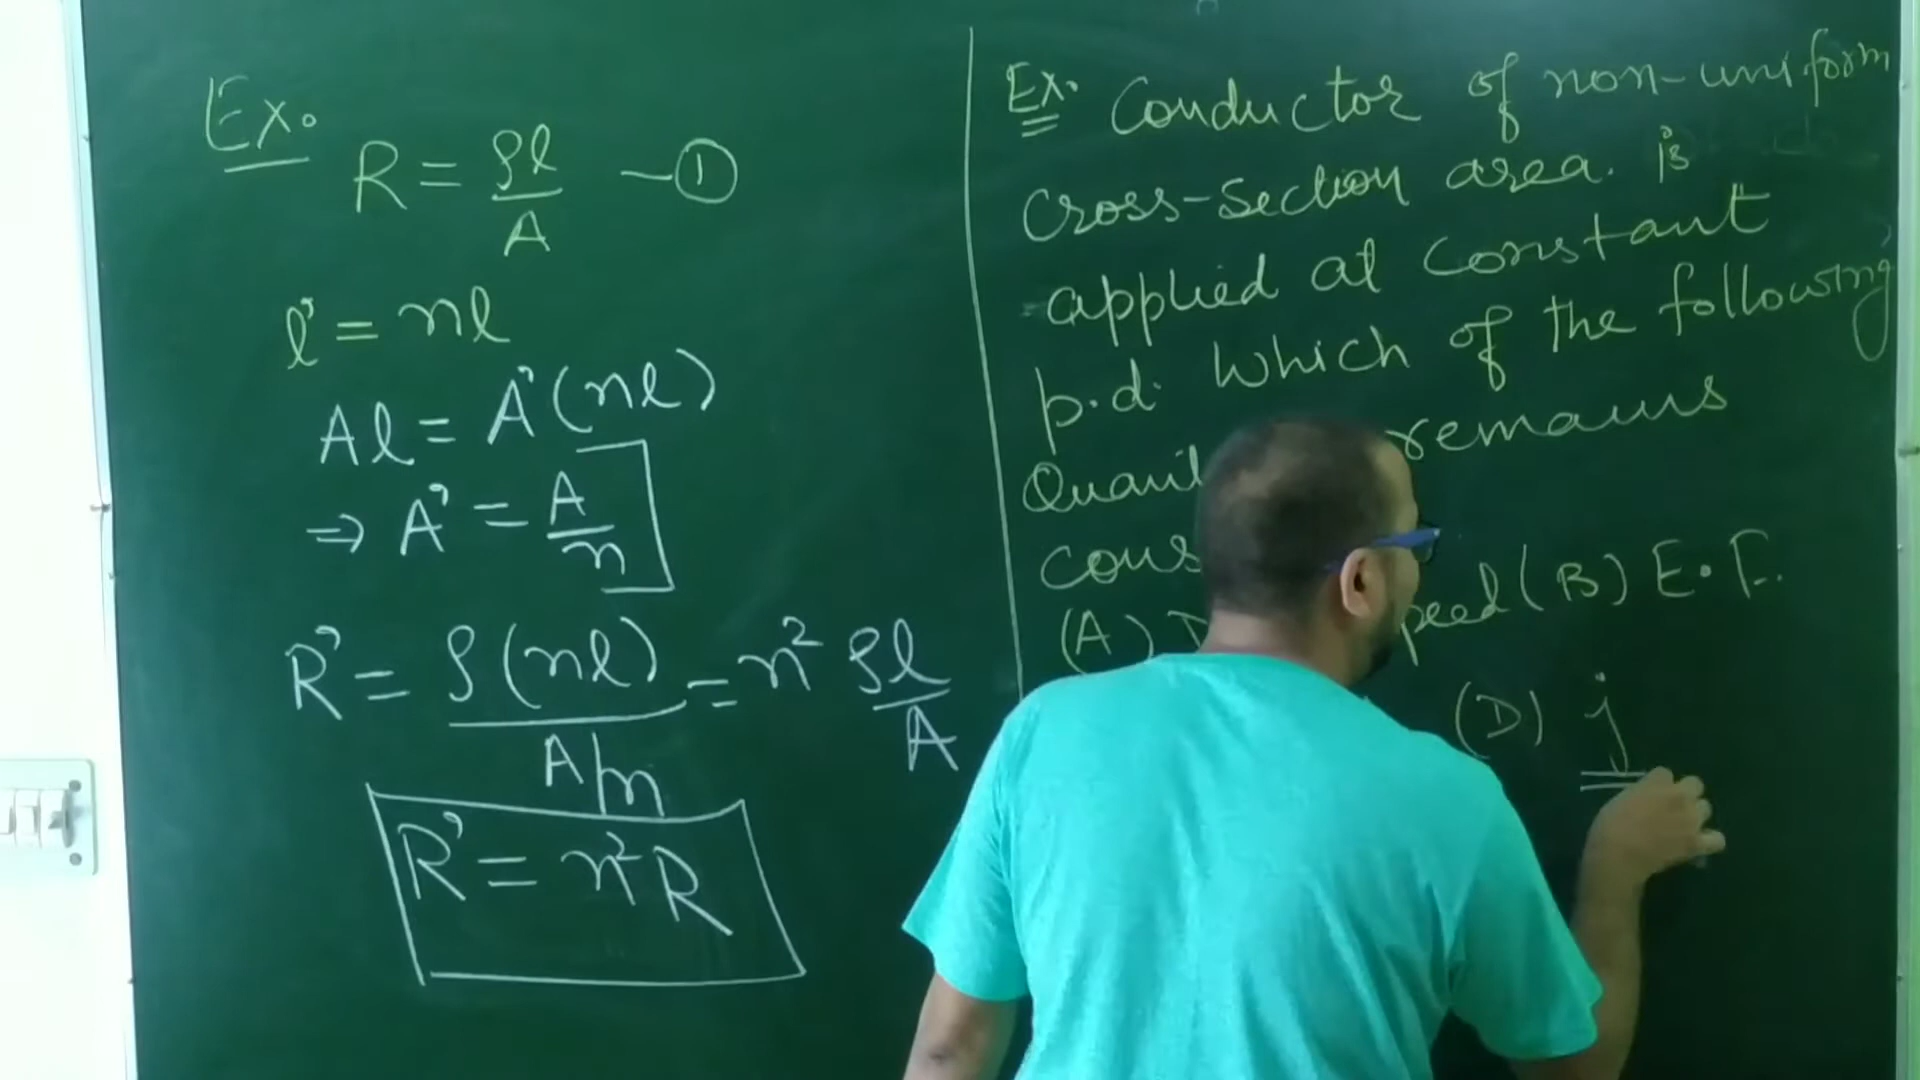 Ex.
R = ρl/A —①
l' = nl
Al = A'(nl)
⇒ A' = A/n
R' = ρ(nl)/A/n = n² ρl/A
R' = n²R
Ex. Conductor of non-uniform
cross-section area. is
applied at constant
p.d. which of the following
remains
(A) (B) E.F.
(D) j